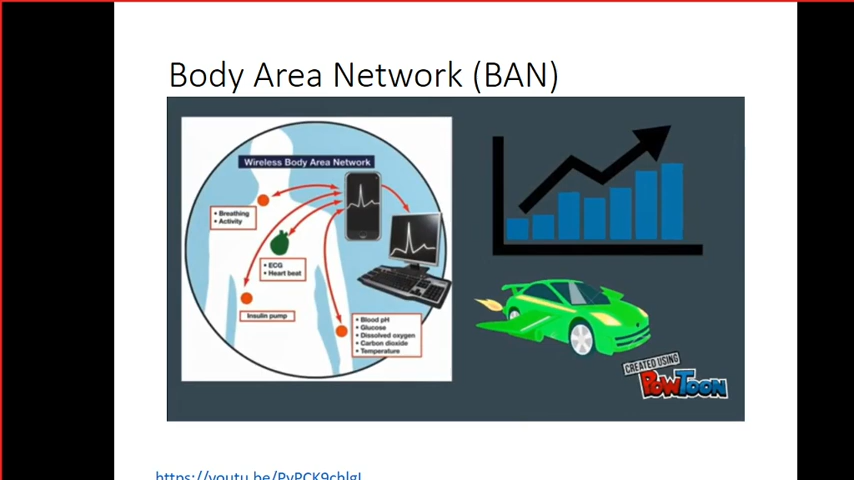 Body Area Network (BAN)
Wireless Body Area Network
• Breathing
• Activity
• ECG
• Heart beat
Insulin pump
• Blood pH
• Glucose
• Dissolved oxygen
• Carbon dioxide
• Temperature
CREATED USING
POWTOON